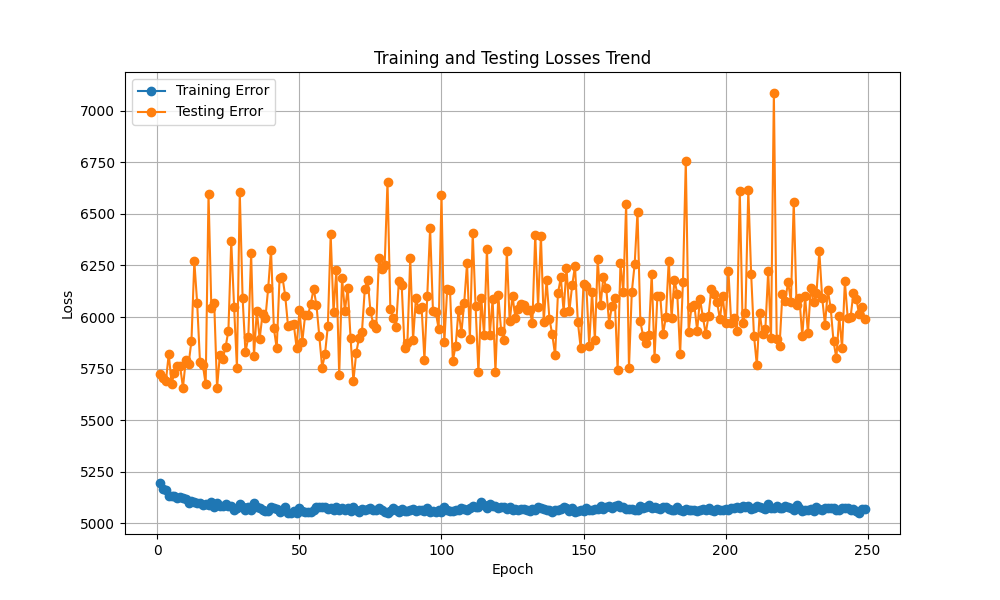 Training and Testing Losses Trend
Training Error
Testing Error
7000
6750
6500
6250
6000
5750
5500
5250
5000
Loss
0 50 100 150 200 250
Epoch